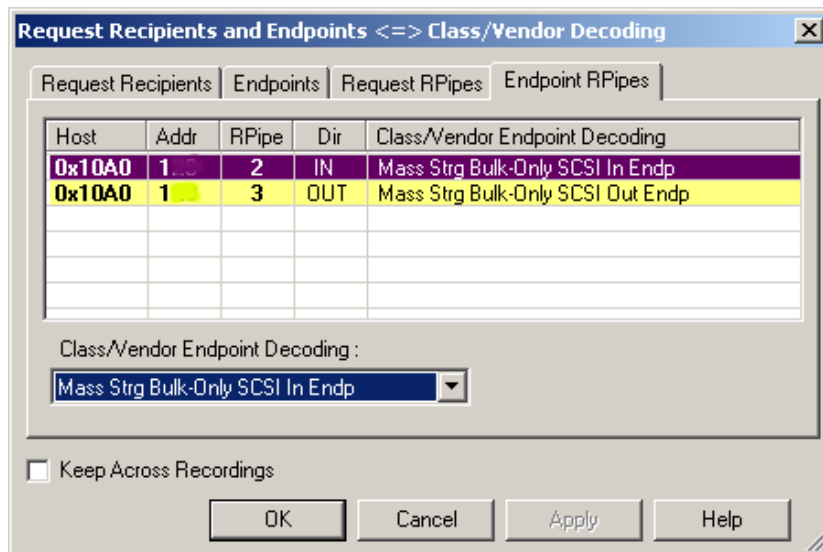 Request Recipients and Endpoints <=> Class/Vendor Decoding
Request Recipients Endpoints Request RPipes Endpoint RPipes
Host Addr RPipe Dir Class/Vendor Endpoint Decoding
0x10A0 2 IN Mass Strg Bulk-Only SCSI In Endp
0x10A0 3 OUT Mass Strg Bulk-Only SCSI Out Endp
Class/Vendor Endpoint Decoding :
Mass Strg Bulk-Only SCSI In Endp
Keep Across Recordings
OK Cancel Apply Help